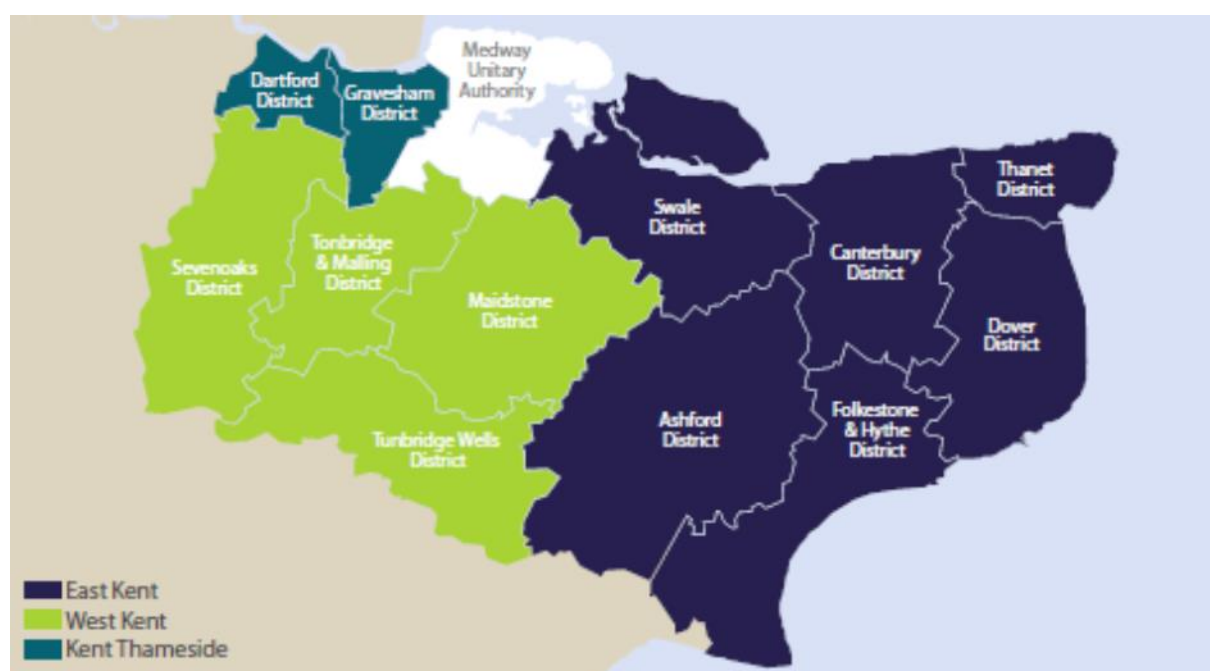 Medway
Unitary
Authority
Dartford
District
Gravesham
District
Thanet
District
Swale
District
Tonbridge
& Malling
District
Sevenoaks
District
Canterbury
District
Maidstone
District
Dover
District
Ashford
District
Folkestone
& Hythe
District
Tunbridge Wells
District
East Kent
West Kent
Kent Thameside